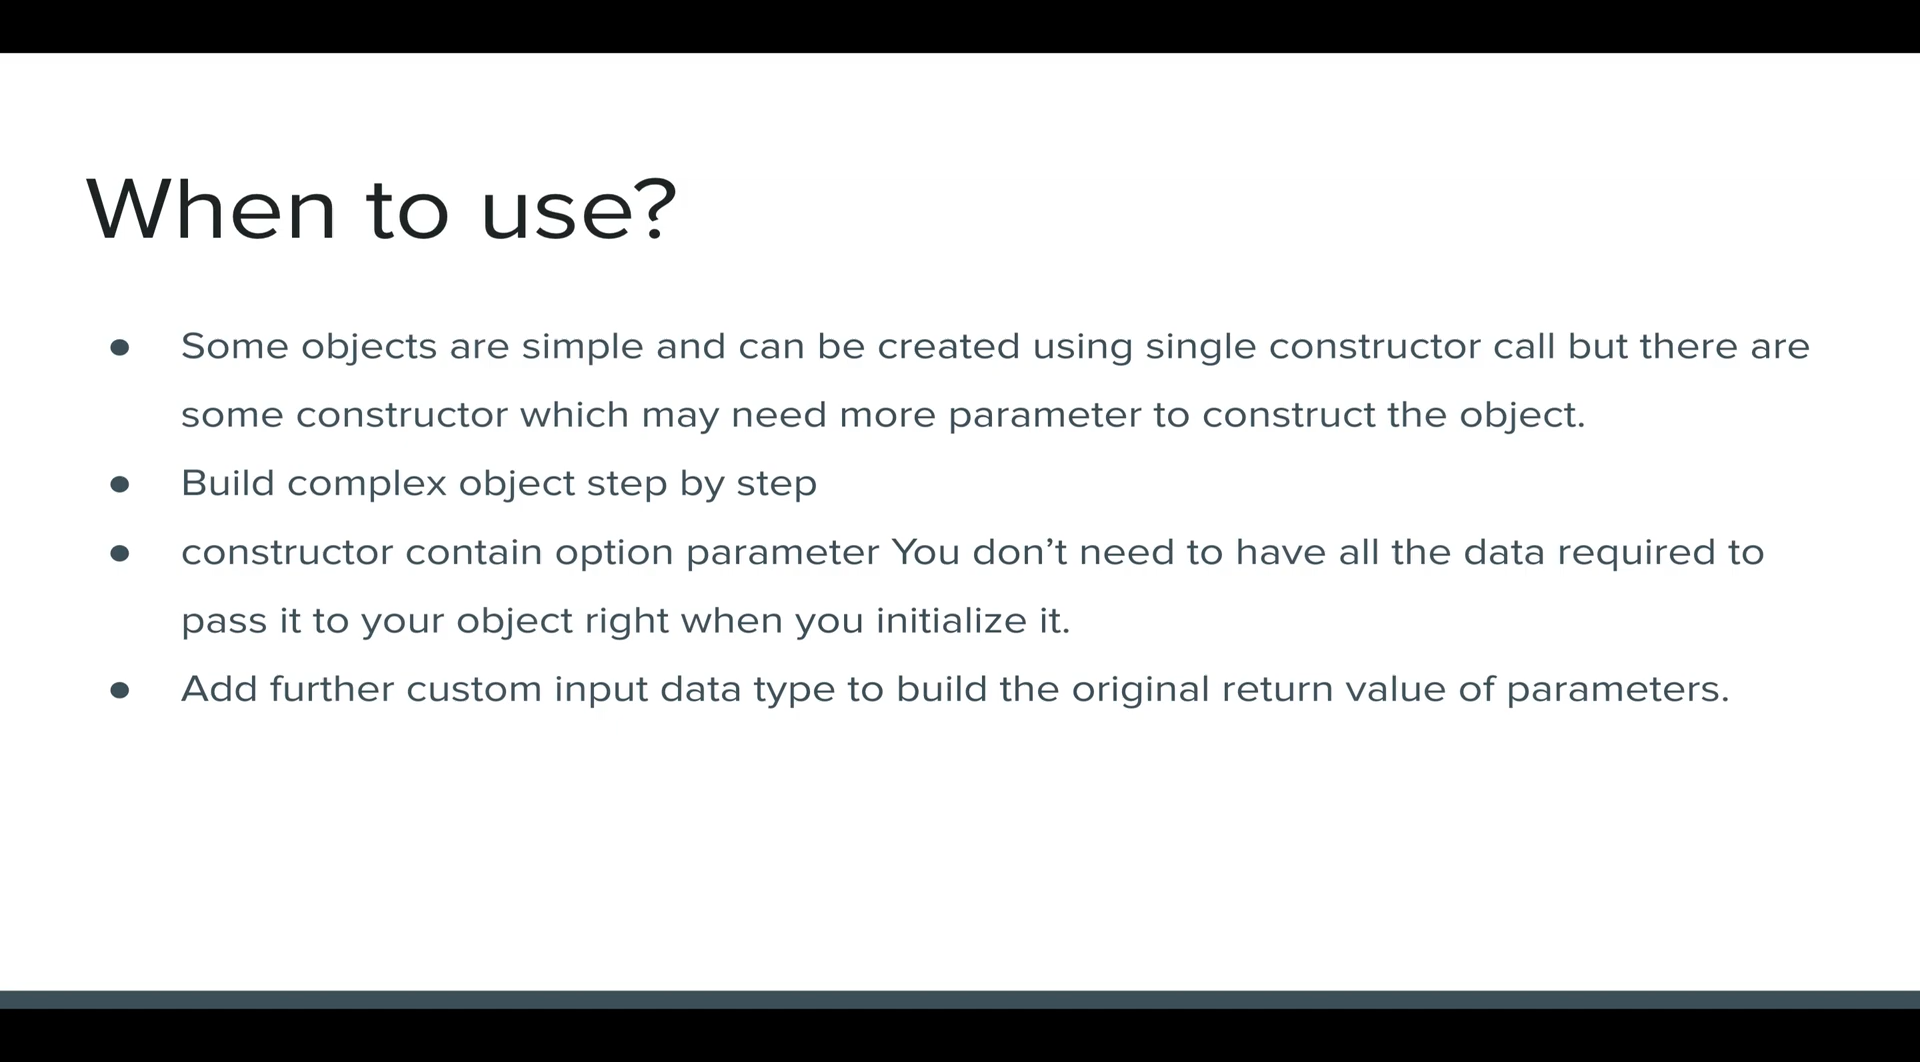 When to use?
● Some objects are simple and can be created using single constructor call but there are
some constructor which may need more parameter to construct the object.
● Build complex object step by step
● constructor contain option parameter You don’t need to have all the data required to
pass it to your object right when you initialize it.
● Add further custom input data type to build the original return value of parameters.